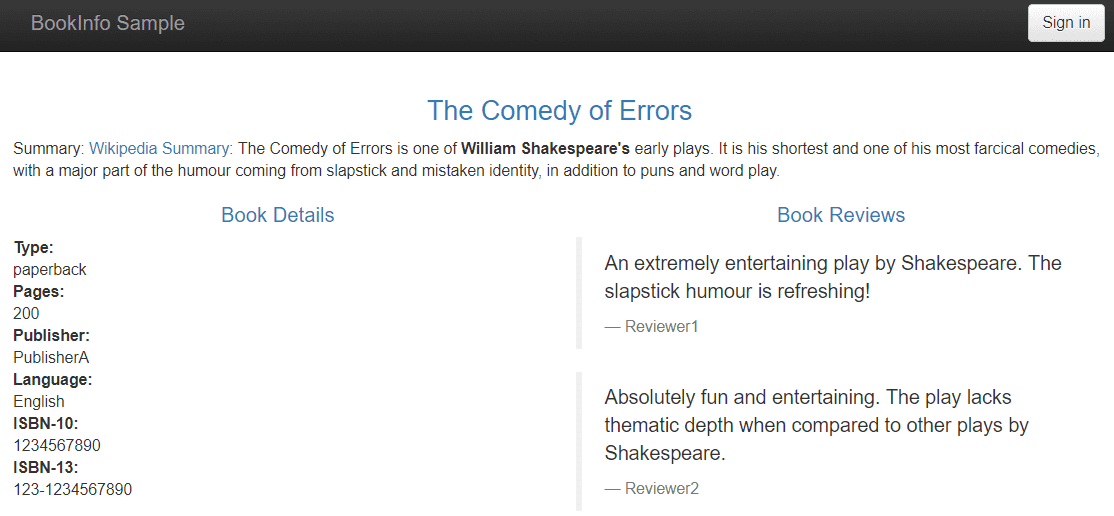 BookInfo Sample
Sign in
The Comedy of Errors
Summary: Wikipedia Summary: The Comedy of Errors is one of William Shakespeare's early plays. It is his shortest and one of his most farcical comedies,
with a major part of the humour coming from slapstick and mistaken identity, in addition to puns and word play.
Book Details
Type:
paperback
Pages:
200
Publisher:
PublisherA
Language:
English
ISBN-10:
1234567890
ISBN-13:
123-1234567890
Book Reviews
An extremely entertaining play by Shakespeare. The
slapstick humour is refreshing!
— Reviewer1
Absolutely fun and entertaining. The play lacks
thematic depth when compared to other plays by
Shakespeare.
— Reviewer2